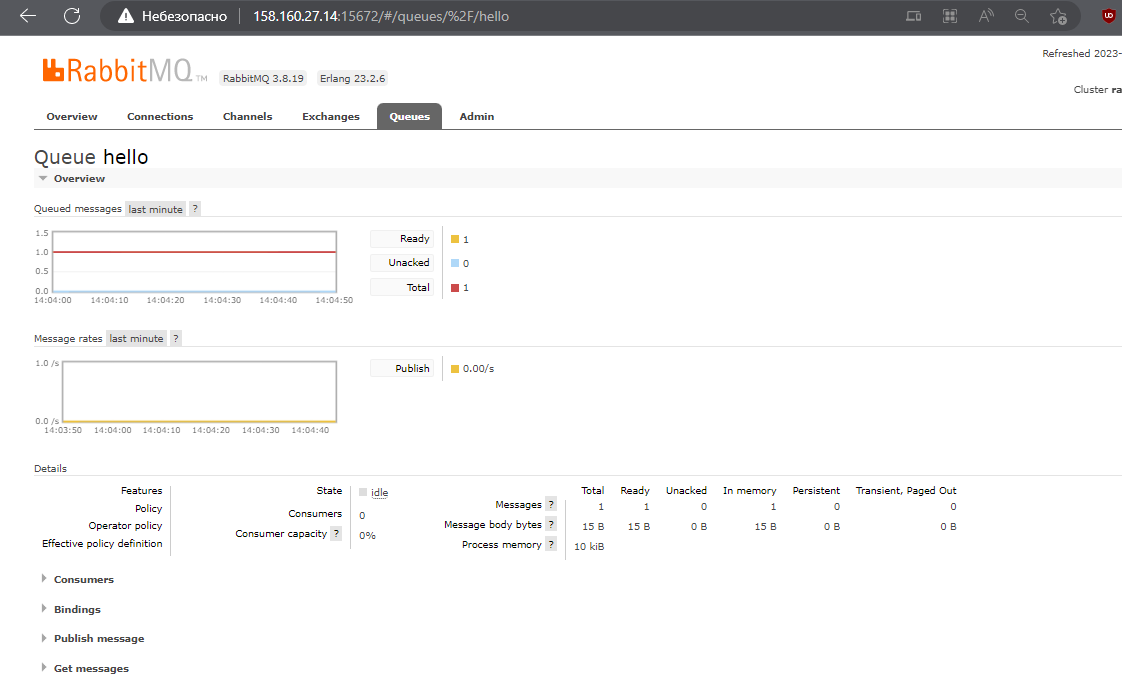 Небезопасно 158.160.27.14:15672/#/queues/%2F/hello
Refreshed 2023-
RabbitMQ TM RabbitMQ 3.8.19 Erlang 23.2.6
Cluster ra
Overview Connections Channels Exchanges Queues Admin
Queue hello
Overview
Queued messages last minute ?
1.5
1.0
0.5
0.0
14:04:00 14:04:10 14:04:20 14:04:30 14:04:40 14:04:50
Ready 1
Unacked 0
Total 1
Message rates last minute ?
1.0 /s
0.0 /s
14:03:50 14:04:00 14:04:10 14:04:20 14:04:30 14:04:40
Publish 0.00/s
Details
Features
Policy
Operator policy
Effective policy definition
State idle
Consumers 0
Consumer capacity ? 0%
Total Ready Unacked In memory Persistent Transient, Paged Out
Messages ? 1 1 0 1 0 0
Message body bytes ? 15 B 15 B 0 B 15 B 0 B 0 B
Process memory ? 10 kiB
Consumers
Bindings
Publish message
Get messages